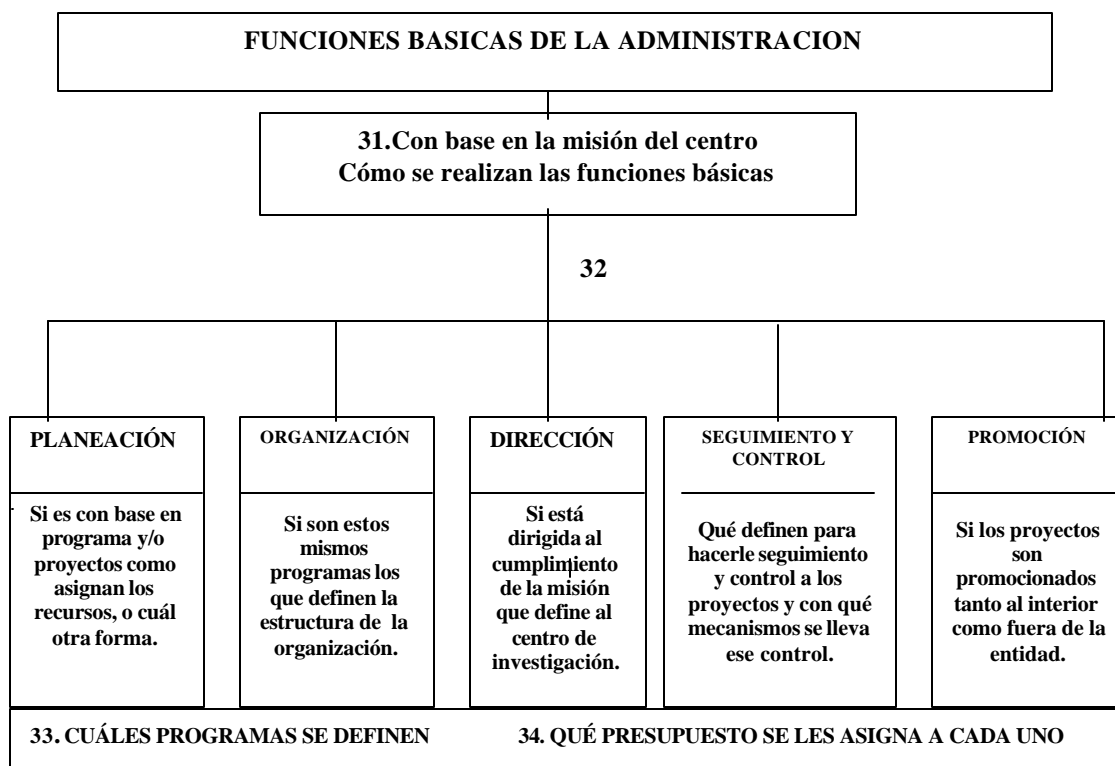 FUNCIONES BASICAS DE LA ADMINISTRACION
31.Con base en la misión del centro
Cómo se realizan las funciones básicas
32
PLANEACIÓN
Si es con base en
programa y/o
proyectos como
asignan los
recursos, o cuál
otra forma.
ORGANIZACIÓN
Si son estos
mismos
programas los
que definen la
estructura de la
organización.
DIRECCIÓN
Si está
dirigida al
cumplimiento
de la misión
que define al
centro de
investigación.
SEGUIMIENTO Y
CONTROL
Qué definen para
hacerle seguimiento
y control a los
proyectos y con qué
mecanismos se lleva
ese control.
PROMOCIÓN
Si los proyectos
son
promocionados
tanto al interior
como fuera de la
entidad.
33. CUÁLES PROGRAMAS SE DEFINEN 34. QUÉ PRESUPUESTO SE LES ASIGNA A CADA UNO